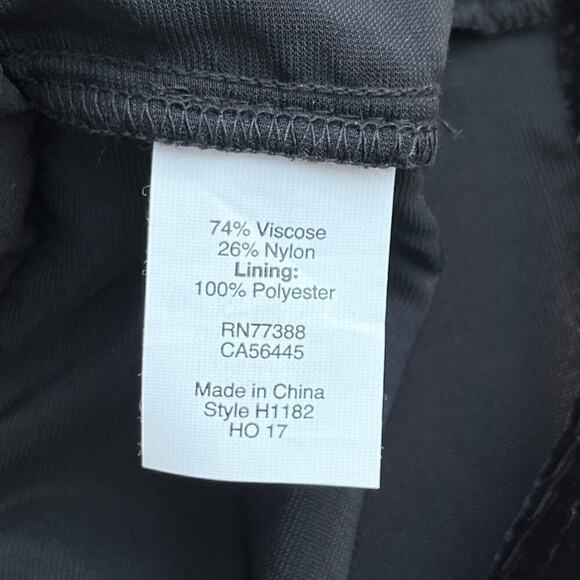 74% Viscose
26% Nylon
Lining:
100% Polyester
RN77388
CA56445
Made in China
Style H1182
HO 17